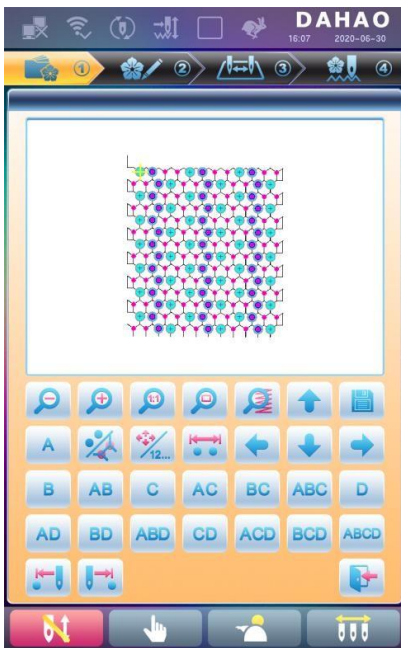 DAHAO
16:07 2020-06-30
① ② ③ ④
1:1
A 12...
B AB C AC BC ABC D
AD BD ABD CD ACD BCD ABCD